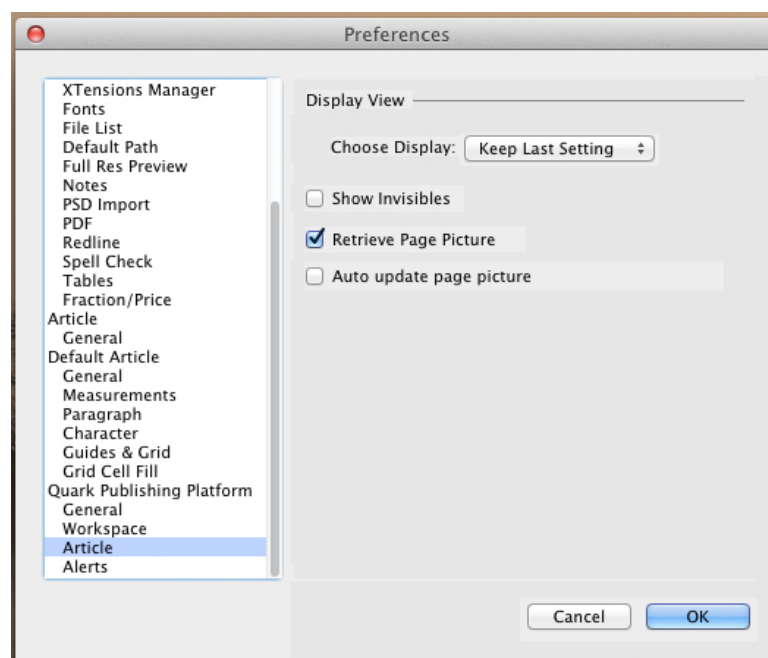 Preferences
XTensions Manager
Fonts
File List
Default Path
Full Res Preview
Notes
PSD Import
PDF
Redline
Spell Check
Tables
Fraction/Price
Article
General
Default Article
General
Measurements
Paragraph
Character
Guides & Grid
Grid Cell Fill
Quark Publishing Platform
General
Workspace
Article
Alerts
Display View
Choose Display: Keep Last Setting
Show Invisibles
Retrieve Page Picture
Auto update page picture
Cancel OK